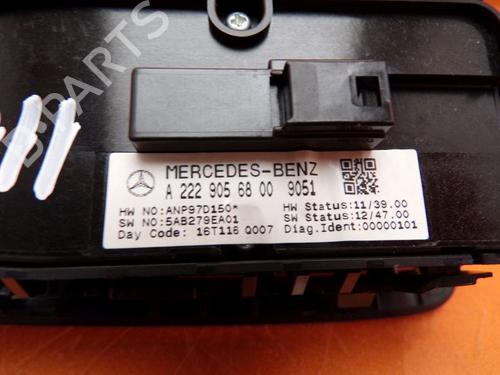 MERCEDES-BENZ
A 222 905 68 00 9051
HW NO:ANP97D150* HW Status:11/39.00
SW NO:5AB279EA01 SW Status:12/47.00
Day Code: 16T116 Q007 Diag.Ident:00000101